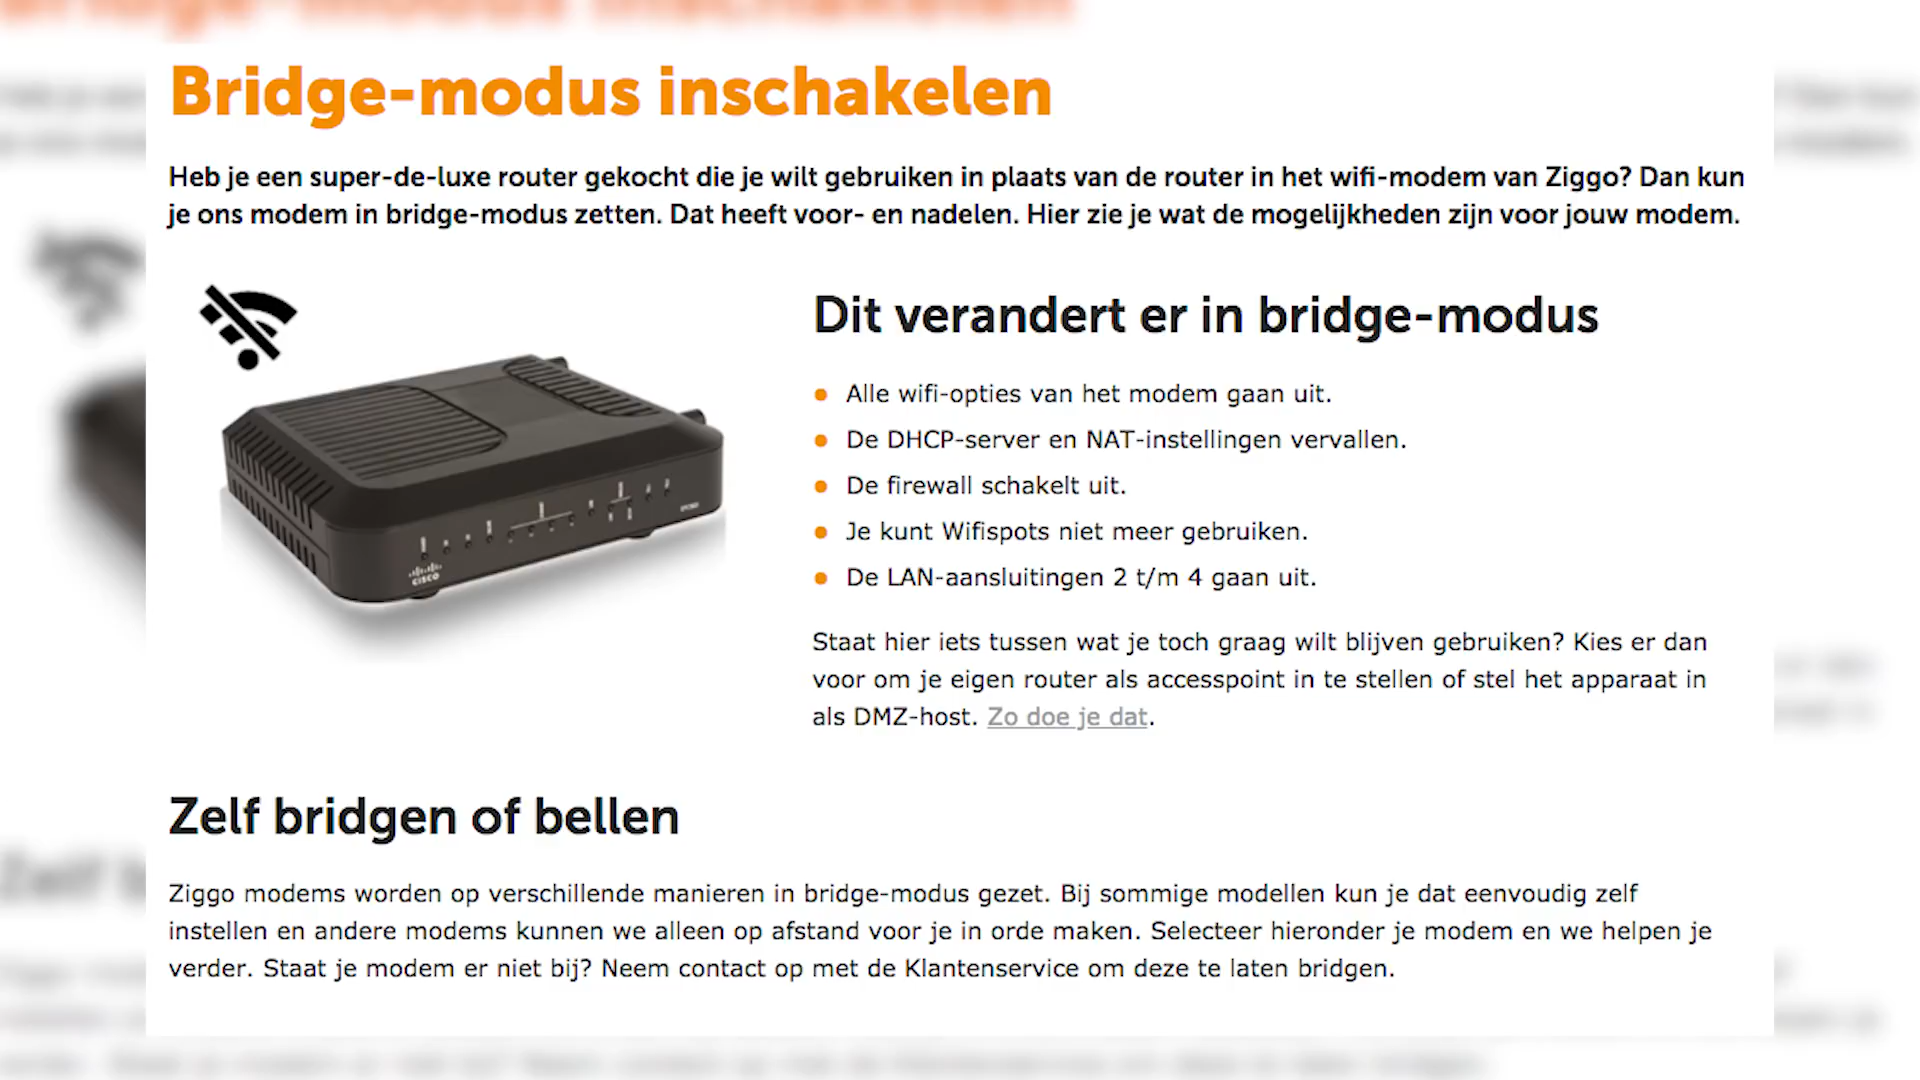 Bridge-modus inschakelen
Heb je een super-de-luxe router gekocht die je wilt gebruiken in plaats van de router in het wifi-modem van Ziggo? Dan kun
je ons modem in bridge-modus zetten. Dat heeft voor- en nadelen. Hier zie je wat de mogelijkheden zijn voor jouw modem.
CISCO
Dit verandert er in bridge-modus
Alle wifi-opties van het modem gaan uit.
De DHCP-server en NAT-instellingen vervallen.
De firewall schakelt uit.
Je kunt Wifispots niet meer gebruiken.
De LAN-aansluitingen 2 t/m 4 gaan uit.
Staat hier iets tussen wat je toch graag wilt blijven gebruiken? Kies er dan
voor om je eigen router als accesspoint in te stellen of stel het apparaat in
als DMZ-host. Zo doe je dat.
Zelf bridgen of bellen
Ziggo modems worden op verschillende manieren in bridge-modus gezet. Bij sommige modellen kun je dat eenvoudig zelf
instellen en andere modems kunnen we alleen op afstand voor je in orde maken. Selecteer hieronder je modem en we helpen je
verder. Staat je modem er niet bij? Neem contact op met de Klantenservice om deze te laten bridgen.